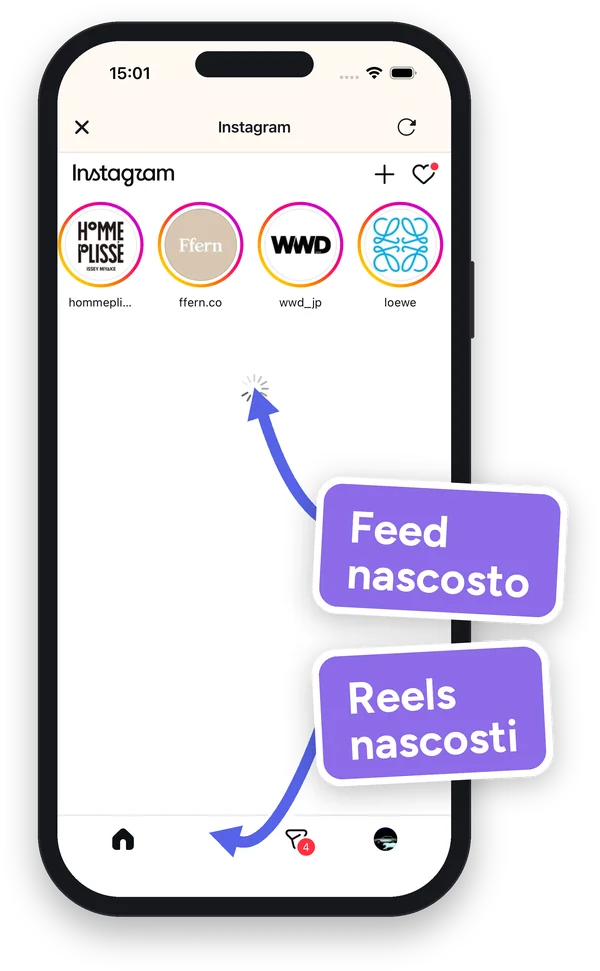 15:01
Instagram
Instagram
HOMME
PLISSÉ
ISSEY MIYAKE
Ffern
WWD
hommepli...
ffern.co
wwd_jp
loewe
Feed
nascosto
Reels
nascosti
4